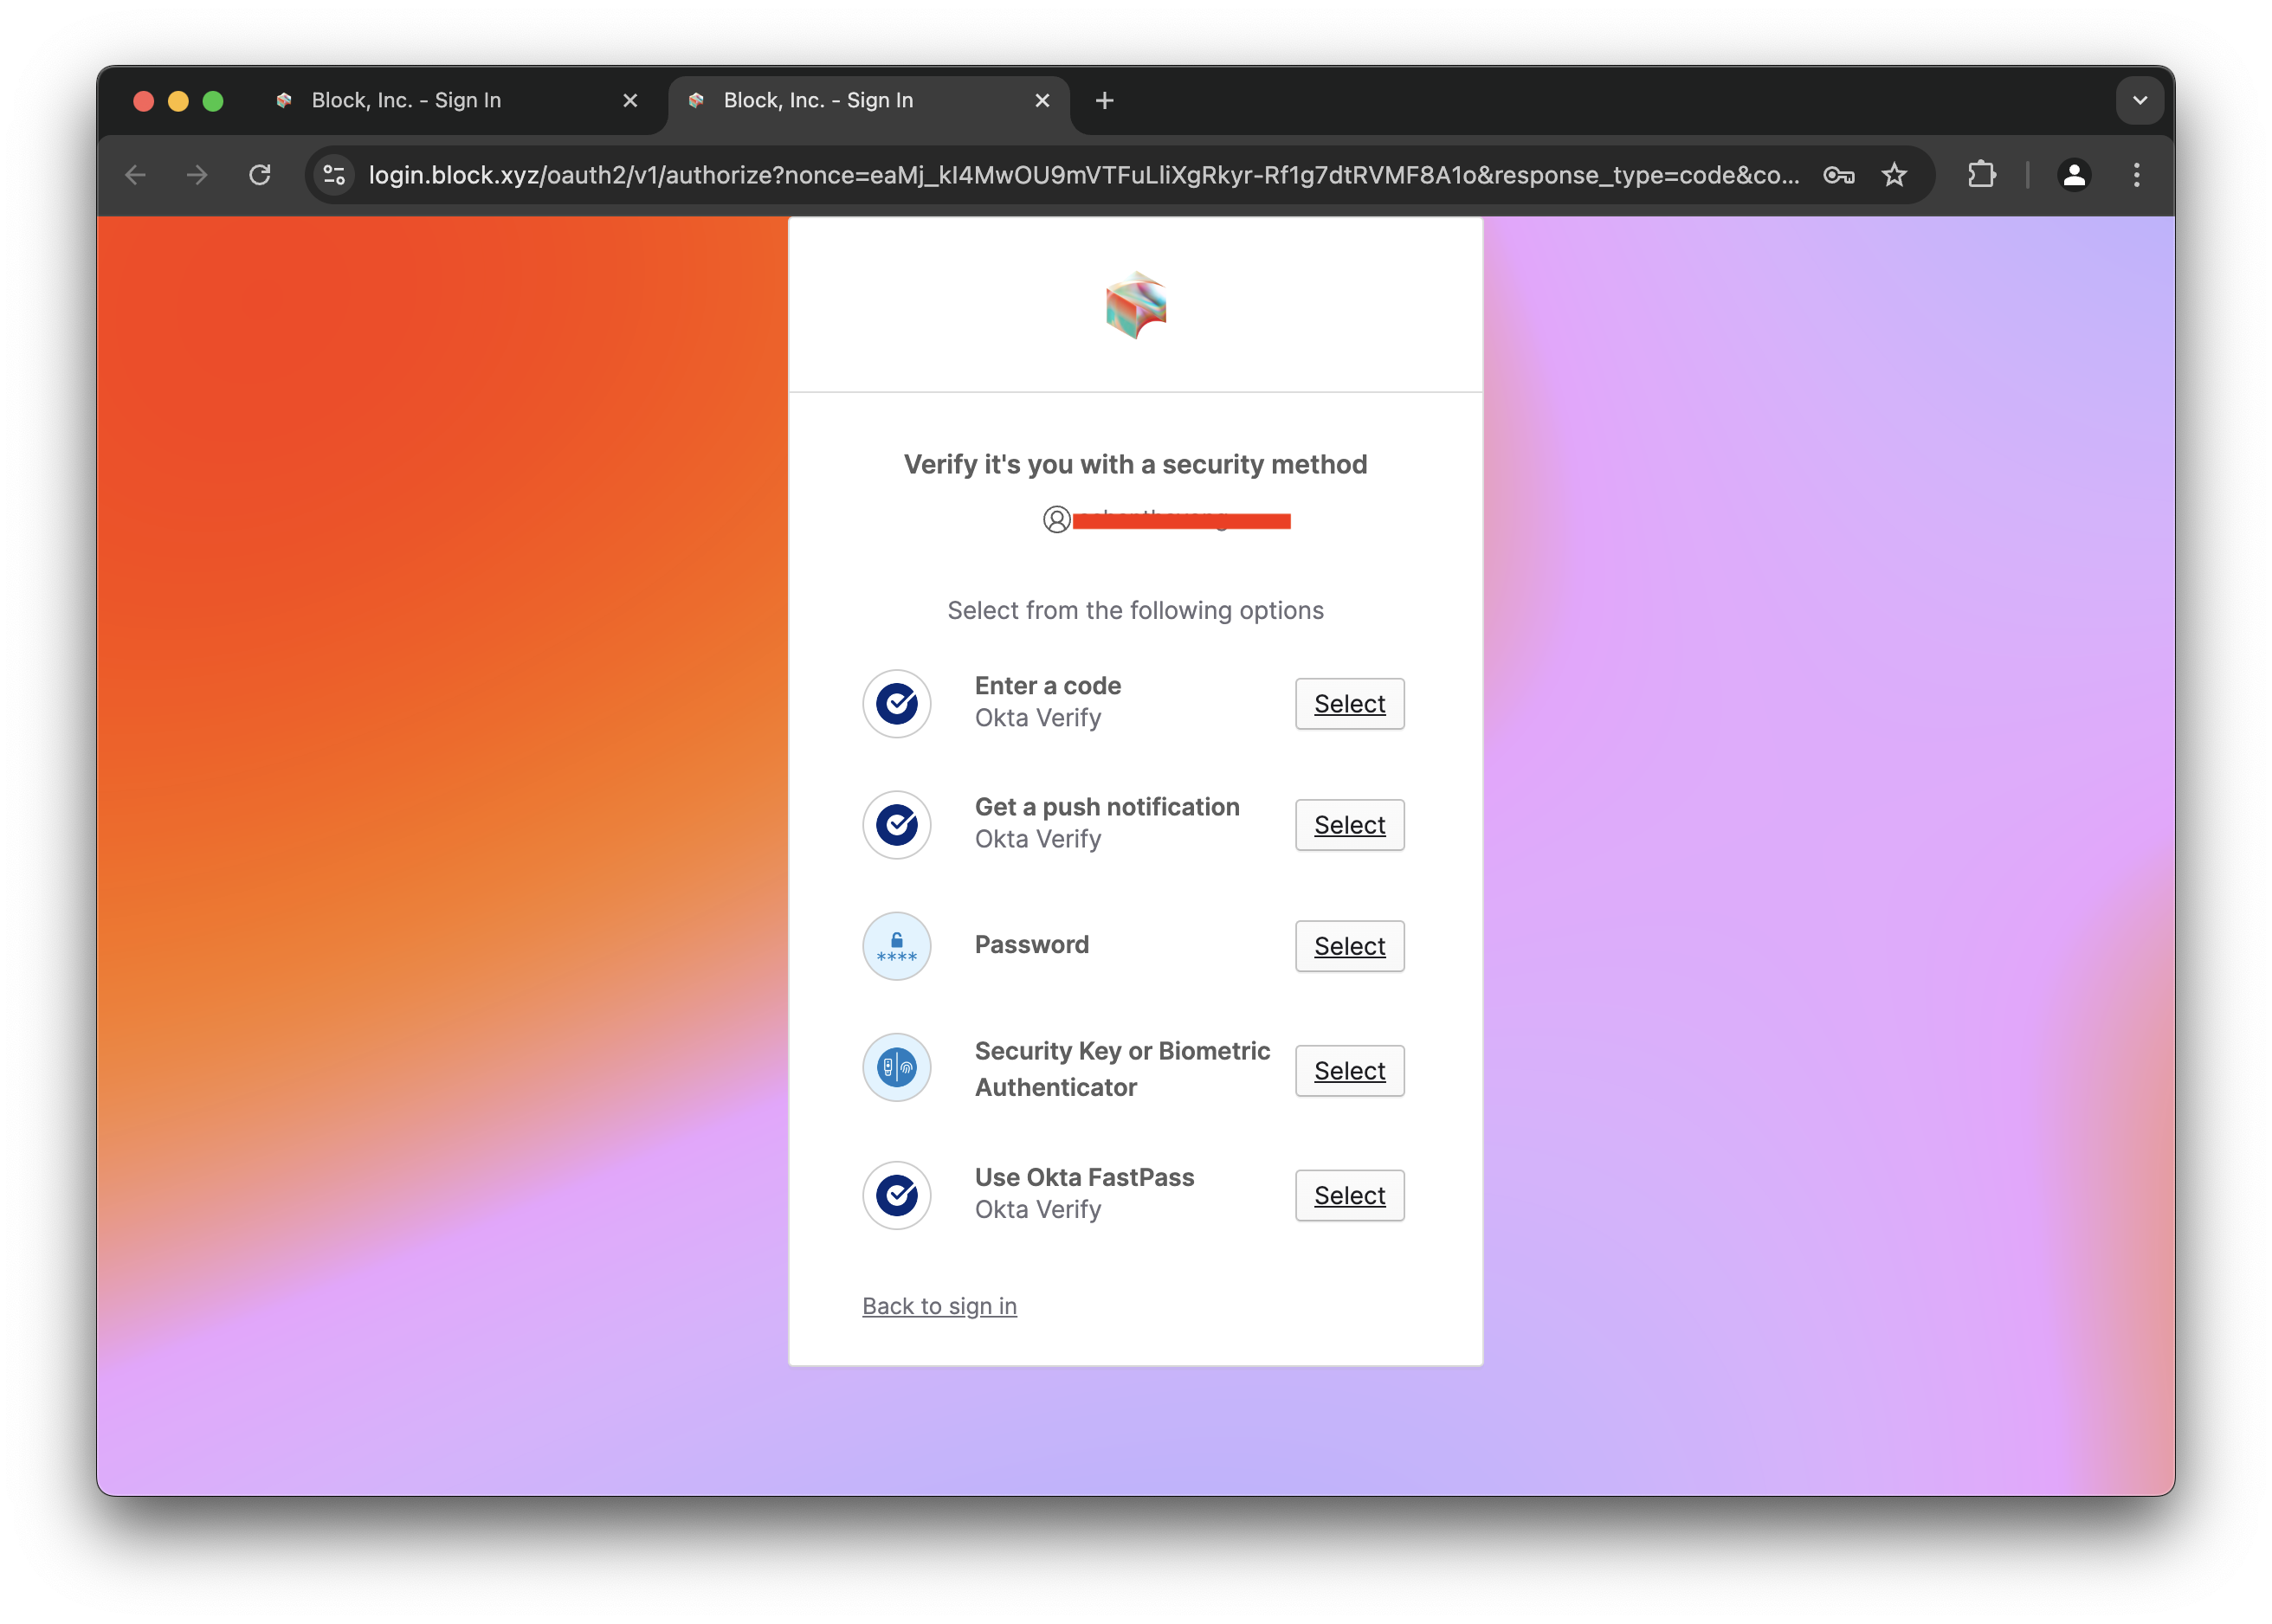 Block, Inc. - Sign In
Block, Inc. - Sign In
login.block.xyz/oauth2/v1/authorize?nonce=eaMj_kI4MwOU9mVTFuLliXgRkyr-Rf1g7dtRVMF8A1o&response_type=code&co...
Verify it's you with a security method
Select from the following options
Enter a code
Okta Verify
Select
Get a push notification
Okta Verify
Select
Password
Select
****
Security Key or Biometric
Authenticator
Select
Use Okta FastPass
Okta Verify
Select
Back to sign in